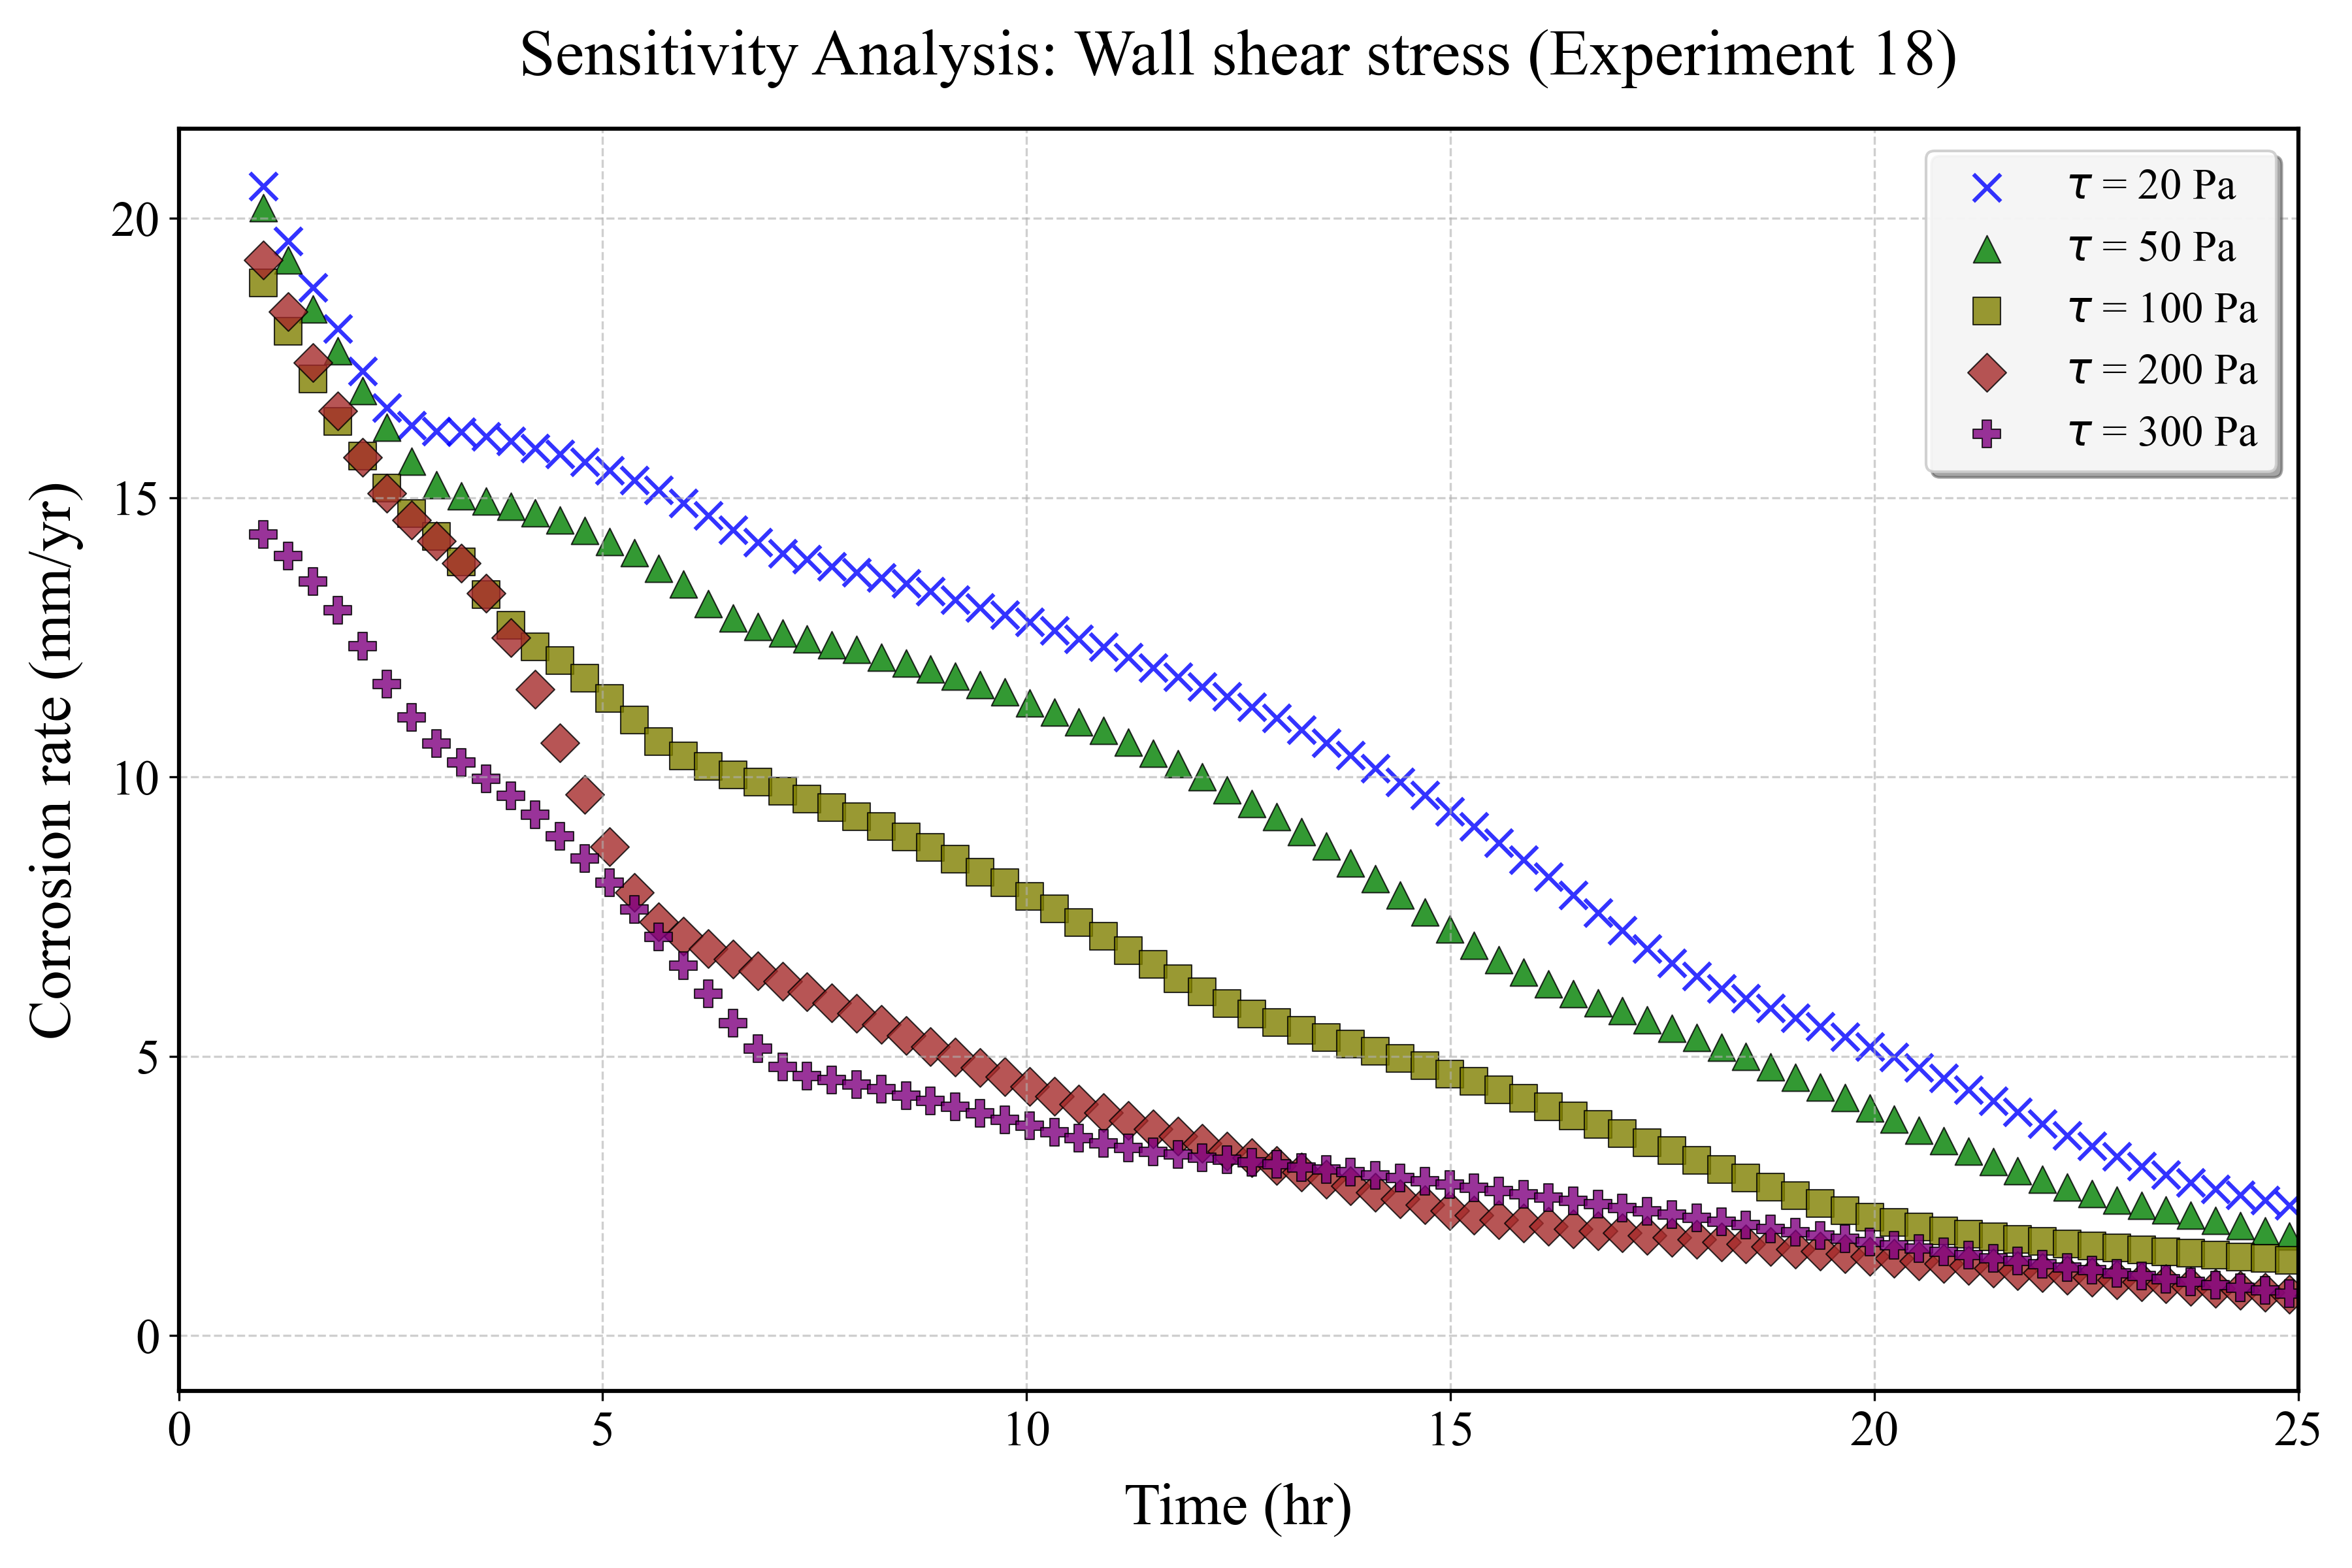 Sensitivity Analysis: Wall shear stress (Experiment 18)
τ = 20 Pa
τ = 50 Pa
τ = 100 Pa
τ = 200 Pa
τ = 300 Pa
Corrosion rate (mm/yr)
20
15
10
5
0
0 5 10 15 20 25
Time (hr)